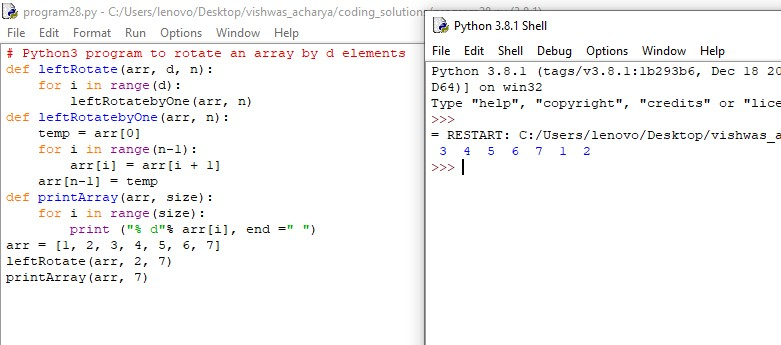 program28.py - C:/Users/lenovo/Desktop/vishwas_acharya/coding_solution
File Edit Format Run Options Window Help
# Python3 program to rotate an array by d elements
def leftRotate(arr, d, n):
    for i in range(d):
        leftRotatebyOne(arr, n)
def leftRotatebyOne(arr, n):
    temp = arr[0]
    for i in range(n-1):
        arr[i] = arr[i + 1]
    arr[n-1] = temp
def printArray(arr, size):
    for i in range(size):
        print ("% d"% arr[i], end =" ")
arr = [1, 2, 3, 4, 5, 6, 7]
leftRotate(arr, 2, 7)
printArray(arr, 7)
Python 3.8.1 Shell
File Edit Shell Debug Options Window Help
Python 3.8.1 (tags/v3.8.1:1b293b6, Dec 18 20
D64)] on win32
Type "help", "copyright", "credits" or "lice
>>>
= RESTART: C:/Users/lenovo/Desktop/vishwas_a
 3  4  5  6  7  1  2
>>>